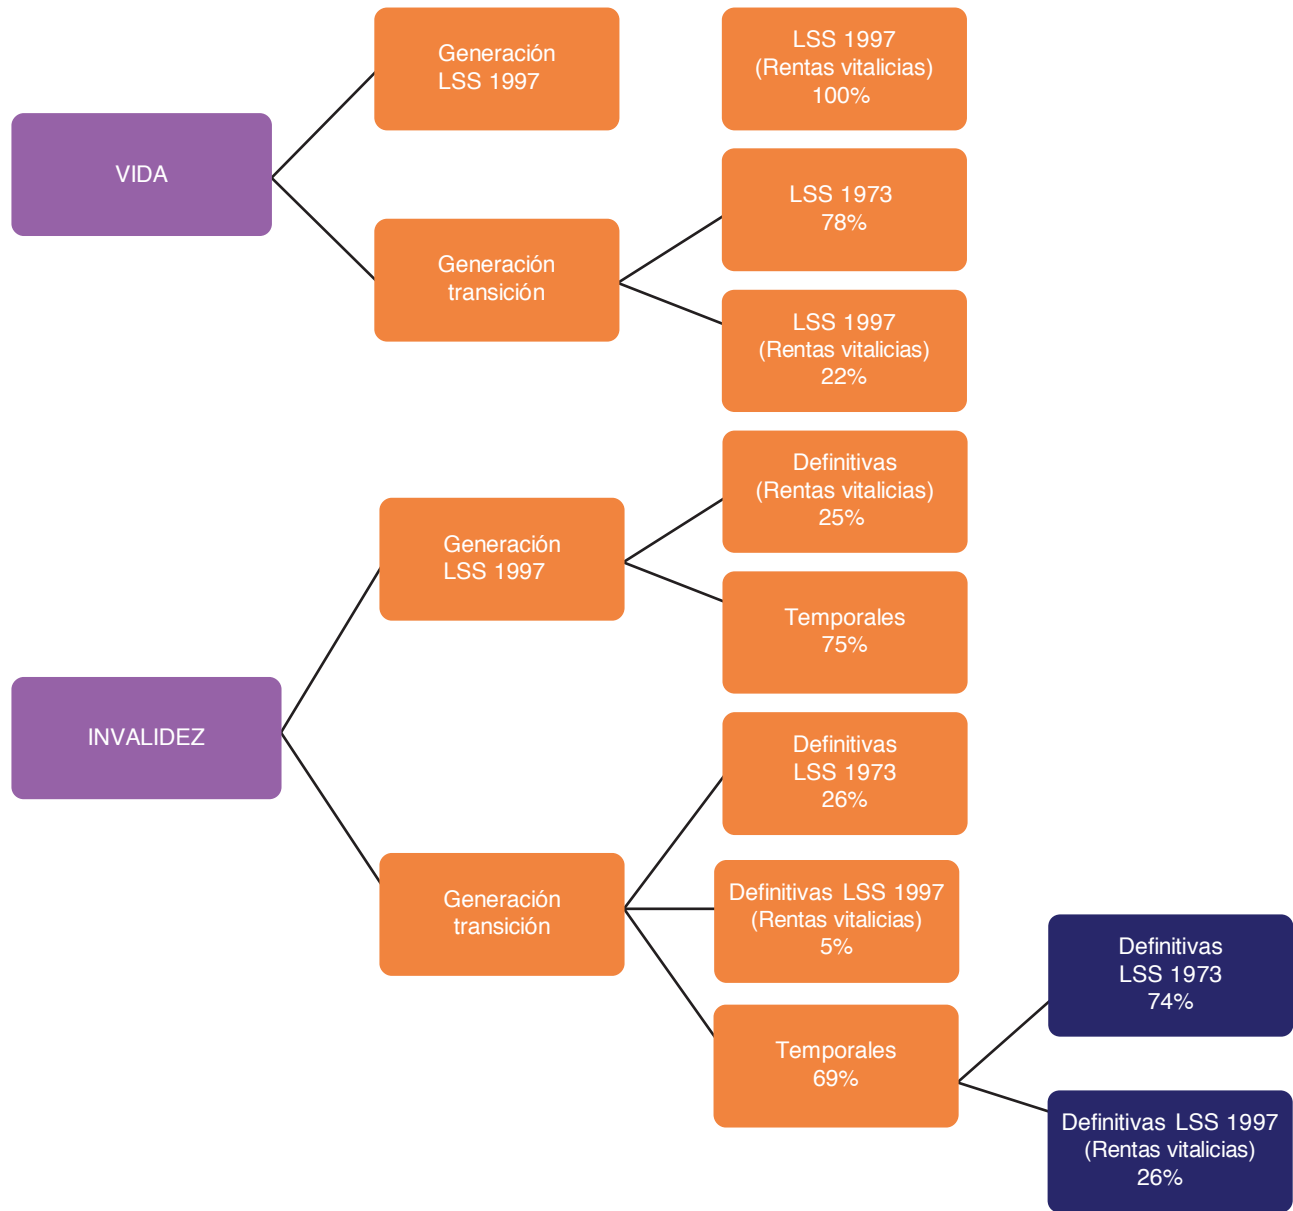 VIDA
Generación
LSS 1997
LSS 1997
(Rentas vitalicias)
100%
Generación
transición
LSS 1973
78%
LSS 1997
(Rentas vitalicias)
22%
INVALIDEZ
Generación
LSS 1997
Definitivas
(Rentas vitalicias)
25%
Temporales
75%
Generación
transición
Definitivas
LSS 1973
26%
Definitivas LSS 1997
(Rentas vitalicias)
5%
Temporales
69%
Definitivas
LSS 1973
74%
Definitivas LSS 1997
(Rentas vitalicias)
26%